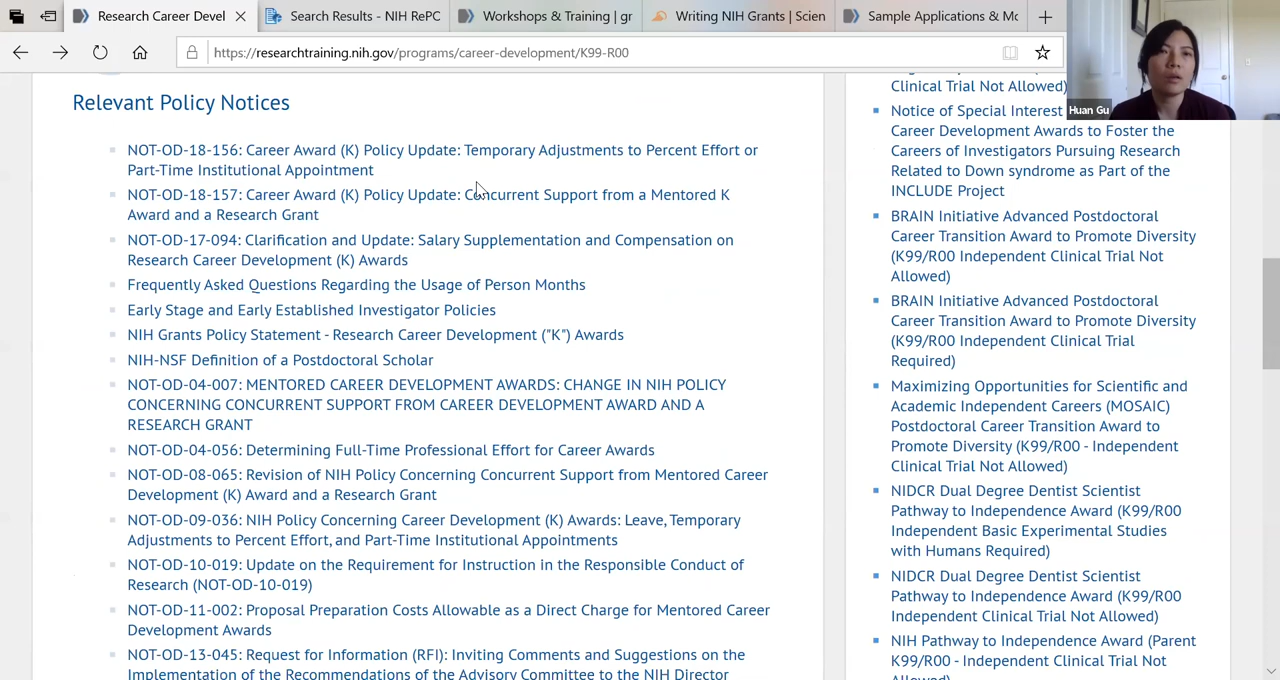 Research Career Devel
Search Results - NIH RePC
Workshops & Training | gr
Writing NIH Grants | Scien
Sample Applications & Mo
https://researchtraining.nih.gov/programs/career-development/K99-R00
Huan Gu
Relevant Policy Notices
NOT-OD-18-156: Career Award (K) Policy Update: Temporary Adjustments to Percent Effort or
Part-Time Institutional Appointment
NOT-OD-18-157: Career Award (K) Policy Update: Concurrent Support from a Mentored K
Award and a Research Grant
NOT-OD-17-094: Clarification and Update: Salary Supplementation and Compensation on
Research Career Development (K) Awards
Frequently Asked Questions Regarding the Usage of Person Months
Early Stage and Early Established Investigator Policies
NIH Grants Policy Statement - Research Career Development ("K") Awards
NIH-NSF Definition of a Postdoctoral Scholar
NOT-OD-04-007: MENTORED CAREER DEVELOPMENT AWARDS: CHANGE IN NIH POLICY
CONCERNING CONCURRENT SUPPORT FROM CAREER DEVELOPMENT AWARD AND A
RESEARCH GRANT
NOT-OD-04-056: Determining Full-Time Professional Effort for Career Awards
NOT-OD-08-065: Revision of NIH Policy Concerning Concurrent Support from Mentored Career
Development (K) Award and a Research Grant
NOT-OD-09-036: NIH Policy Concerning Career Development (K) Awards: Leave, Temporary
Adjustments to Percent Effort, and Part-Time Institutional Appointments
NOT-OD-10-019: Update on the Requirement for Instruction in the Responsible Conduct of
Research (NOT-OD-10-019)
NOT-OD-11-002: Proposal Preparation Costs Allowable as a Direct Charge for Mentored Career
Development Awards
NOT-OD-13-045: Request for Information (RFI): Inviting Comments and Suggestions on the
Implementation of the Recommendations of the Advisory Committee to the NIH Director
Clinical Trial Not Allowed)
Notice of Special Interest
Career Development Awards to Foster the
Careers of Investigators Pursuing Research
Related to Down syndrome as Part of the
INCLUDE Project
BRAIN Initiative Advanced Postdoctoral
Career Transition Award to Promote Diversity
(K99/R00 Independent Clinical Trial Not
Allowed)
BRAIN Initiative Advanced Postdoctoral
Career Transition Award to Promote Diversity
(K99/R00 Independent Clinical Trial
Required)
Maximizing Opportunities for Scientific and
Academic Independent Careers (MOSAIC)
Postdoctoral Career Transition Award to
Promote Diversity (K99/R00 - Independent
Clinical Trial Not Allowed)
NIDCR Dual Degree Dentist Scientist
Pathway to Independence Award (K99/R00
Independent Basic Experimental Studies
with Humans Required)
NIDCR Dual Degree Dentist Scientist
Pathway to Independence Award (K99/R00
Independent Clinical Trial Not Allowed)
NIH Pathway to Independence Award (Parent
K99/R00 - Independent Clinical Trial Not